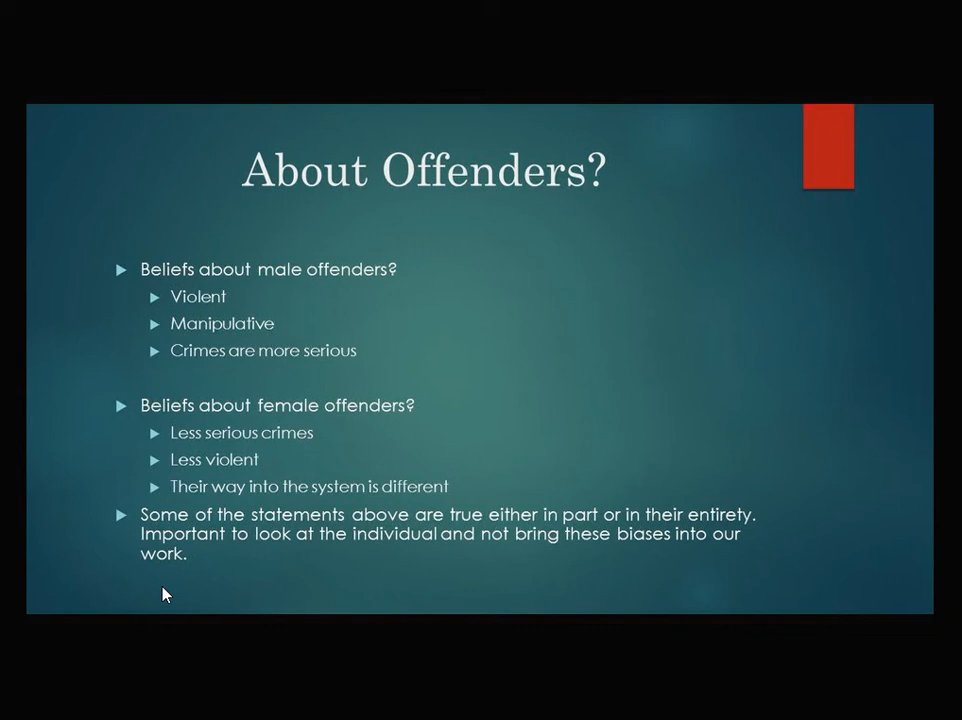 About Offenders?
Beliefs about male offenders?
Violent
Manipulative
Crimes are more serious
Beliefs about female offenders?
Less serious crimes
Less violent
Their way into the system is different
Some of the statements above are true either in part or in their entirety.
Important to look at the individual and not bring these biases into our
work.